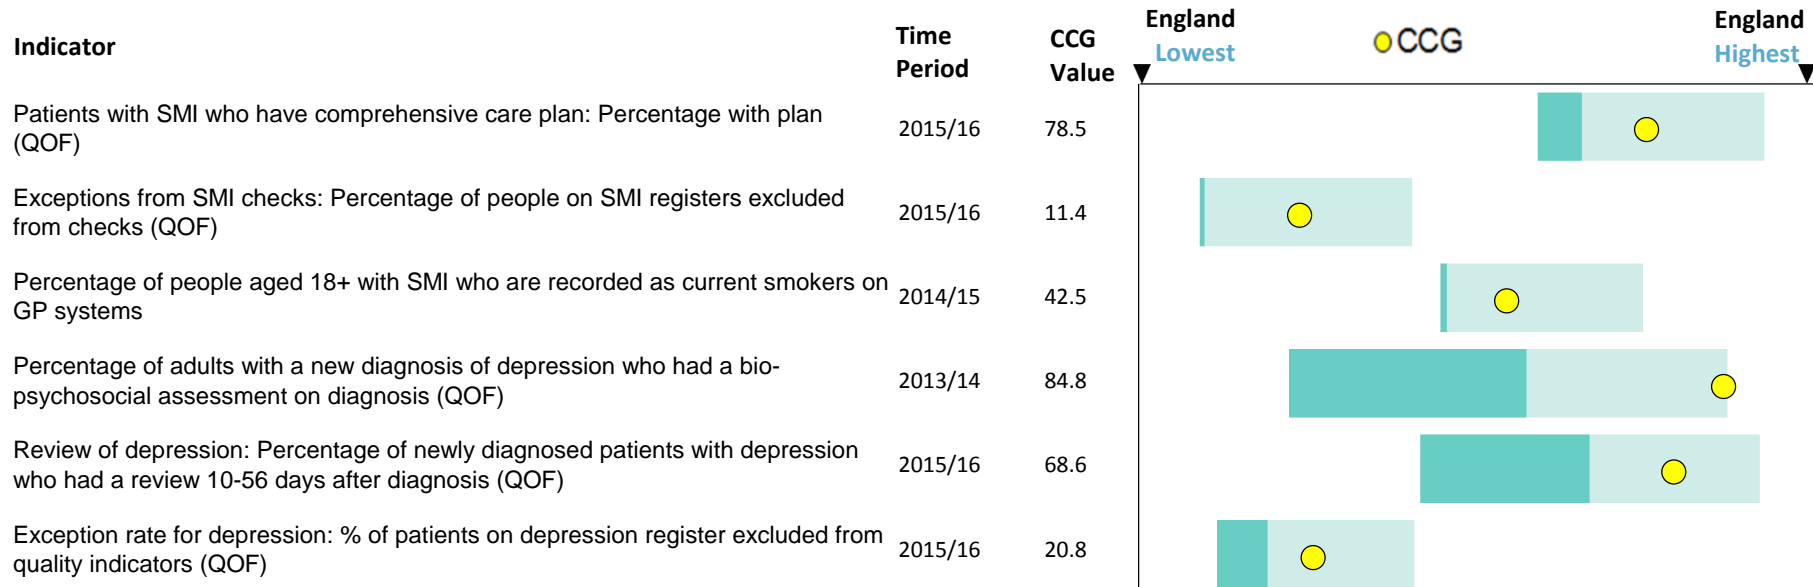 Indicator
Time
Period
CCG
Value
England
Lowest
CCG
England
Highest
Patients with SMI who have comprehensive care plan: Percentage with plan
(QOF)
2015/16
78.5
Exceptions from SMI checks: Percentage of people on SMI registers excluded
from checks (QOF)
2015/16
11.4
Percentage of people aged 18+ with SMI who are recorded as current smokers on
GP systems
2014/15
42.5
Percentage of adults with a new diagnosis of depression who had a bio-
psychosocial assessment on diagnosis (QOF)
2013/14
84.8
Review of depression: Percentage of newly diagnosed patients with depression
who had a review 10-56 days after diagnosis (QOF)
2015/16
68.6
Exception rate for depression: % of patients on depression register excluded from
quality indicators (QOF)
2015/16
20.8